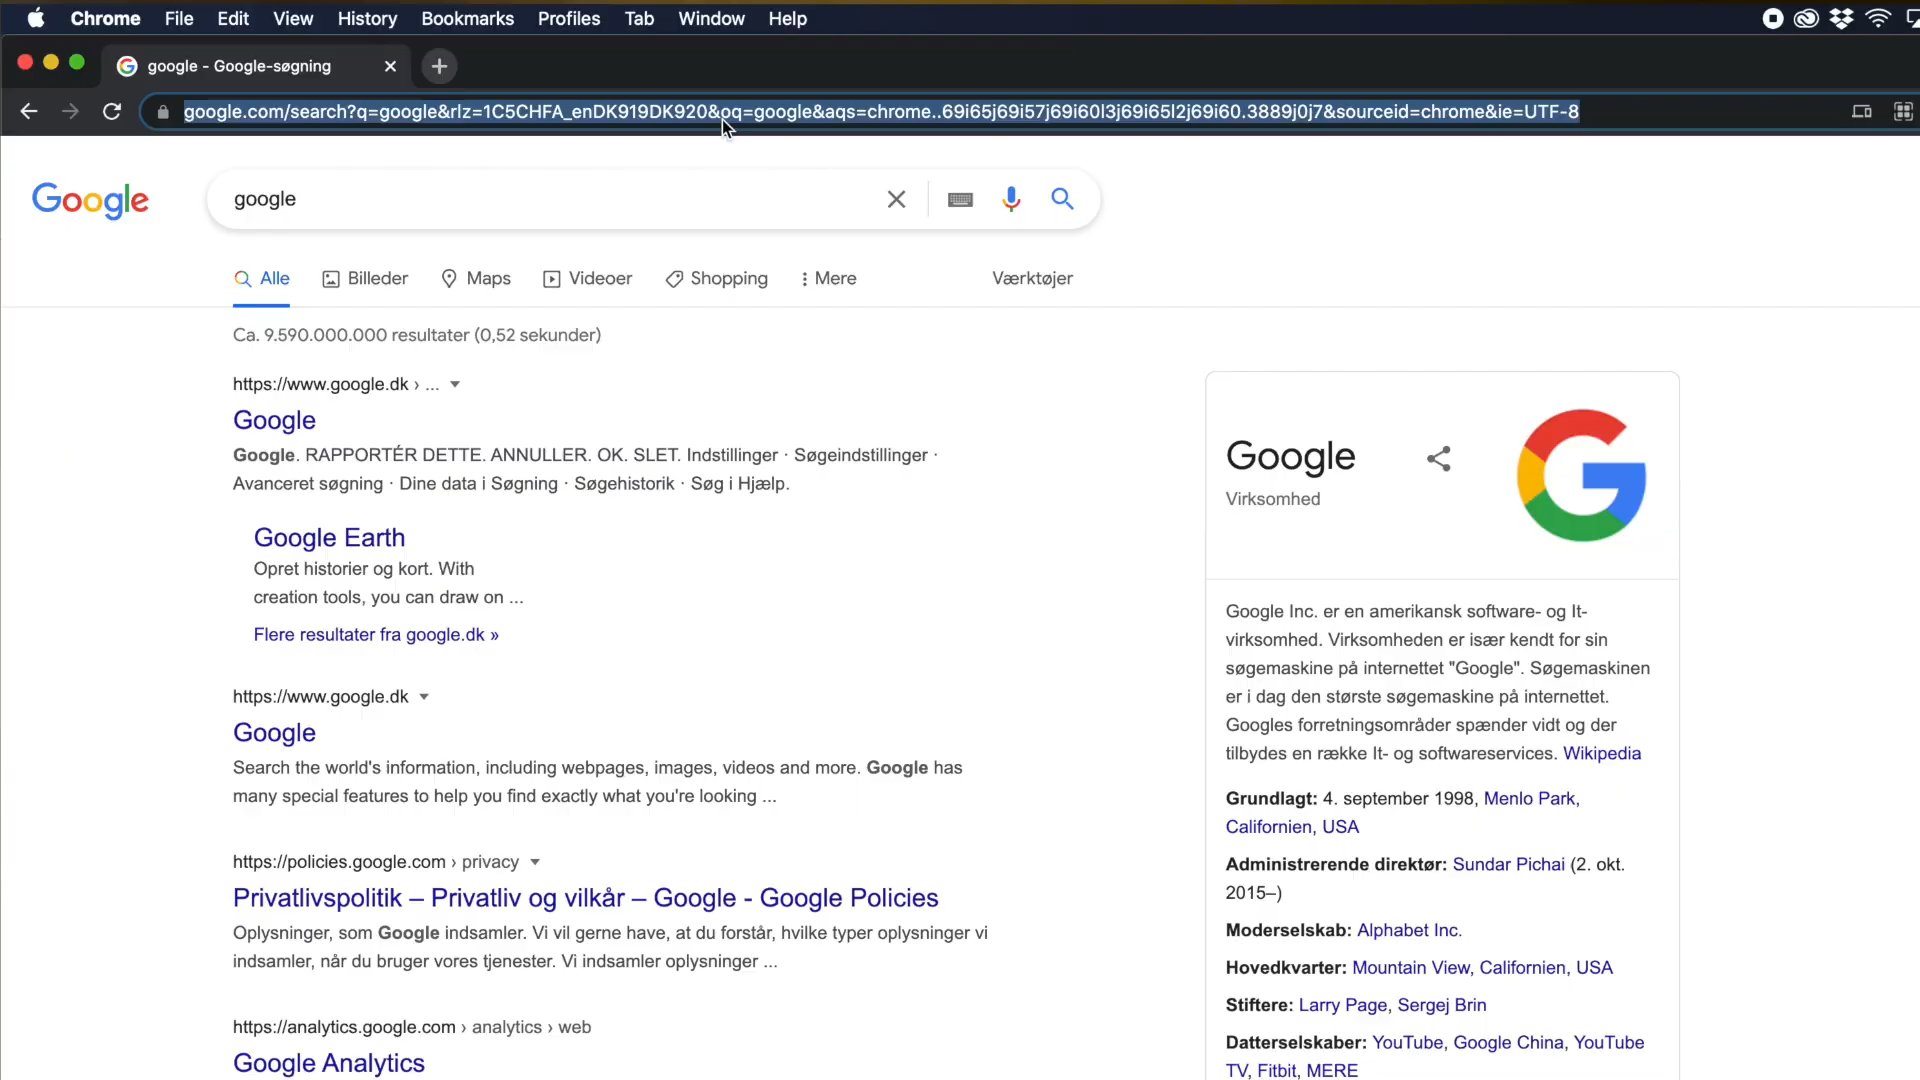 Chrome File Edit View History Bookmarks Profiles Tab Window Help
google - Google-søgning
google.com/search?q=google&rlz=1C5CHFA_enDK919DK920&oq=google&aqs=chrome..69i65j69i57j69i60l3j69i65l2j69i60.3889j0j7&sourceid=chrome&ie=UTF-8
Google
google
Alle Billeder Maps Videoer Shopping Mere Værktøjer
Ca. 9.590.000.000 resultater (0,52 sekunder)
https://www.google.dk › ...
Google
Google. RAPPORTÉR DETTE. ANNULLER. OK. SLET. Indstillinger · Søgeindstillinger ·
Avanceret søgning · Dine data i Søgning · Søgehistorik · Søg i Hjælp.
Google Earth
Opret historier og kort. With
creation tools, you can draw on ...
Flere resultater fra google.dk »
https://www.google.dk
Google
Search the world's information, including webpages, images, videos and more. Google has
many special features to help you find exactly what you're looking ...
https://policies.google.com › privacy
Privatlivspolitik – Privatliv og vilkår – Google - Google Policies
Oplysninger, som Google indsamler. Vi vil gerne have, at du forstår, hvilke typer oplysninger vi
indsamler, når du bruger vores tjenester. Vi indsamler oplysninger ...
https://analytics.google.com › analytics › web
Google Analytics
Google
Virksomhed
Google Inc. er en amerikansk software- og It-
virksomhed. Virksomheden er især kendt for sin
søgemaskine på internettet "Google". Søgemaskinen
er i dag den største søgemaskine på internettet.
Googles forretningsområder spænder vidt og der
tilbydes en række It- og softwareservices. Wikipedia
Grundlagt: 4. september 1998, Menlo Park,
Californien, USA
Administrerende direktør: Sundar Pichai (2. okt.
2015–)
Moderselskab: Alphabet Inc.
Hovedkvarter: Mountain View, Californien, USA
Stiftere: Larry Page, Sergej Brin
Datterselskaber: YouTube, Google China, YouTube
TV, Fitbit, MERE